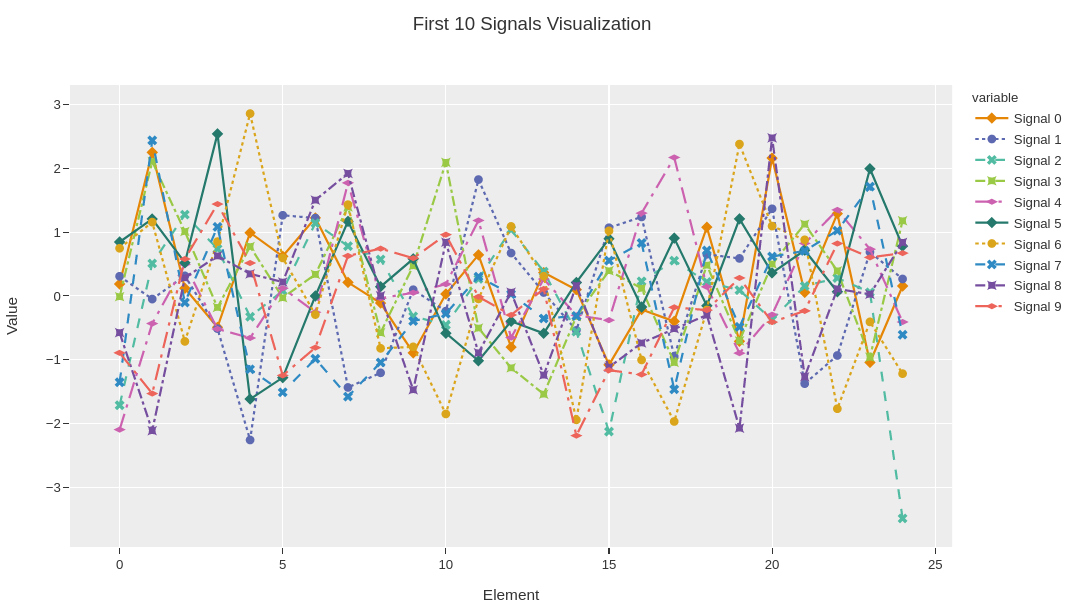 First 10 Signals Visualization
variable
Signal 0
Signal 1
Signal 2
Signal 3
Signal 4
Signal 5
Signal 6
Signal 7
Signal 8
Signal 9
Value
3
2
1
0
−1
−2
−3
0 5 10 15 20 25
Element